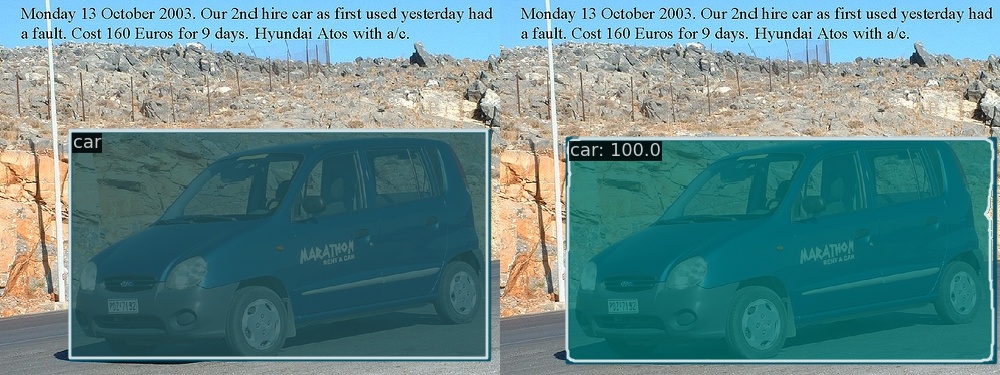 Monday 13 October 2003. Our 2nd hire car as first used yesterday had
a fault. Cost 160 Euros for 9 days. Hyundai Atos with a/c.
car
MARATHON
RENT A CAR
Monday 13 October 2003. Our 2nd hire car as first used yesterday had
a fault. Cost 160 Euros for 9 days. Hyundai Atos with a/c.
car: 100.0
MARATHON
RENT A CAR